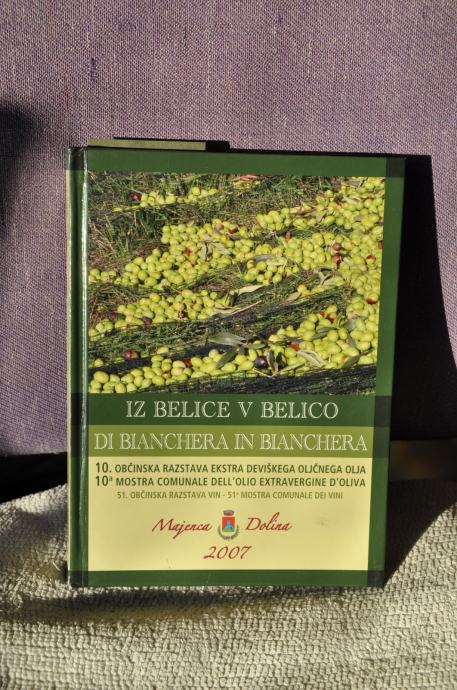 IZ BELICE V BELICO
DI BIANCHERA IN BIANCHERA
10. OBČINSKA RAZSTAVA EKSTRA DEVIŠKEGA OLJČNEGA OLJA
10ª MOSTRA COMUNALE DELL'OLIO EXTRAVERGINE D'OLIVA
51. OBČINSKA RAZSTAVA VIN - 51ª MOSTRA COMUNALE DEI VINI
Majenca Dolina
2007